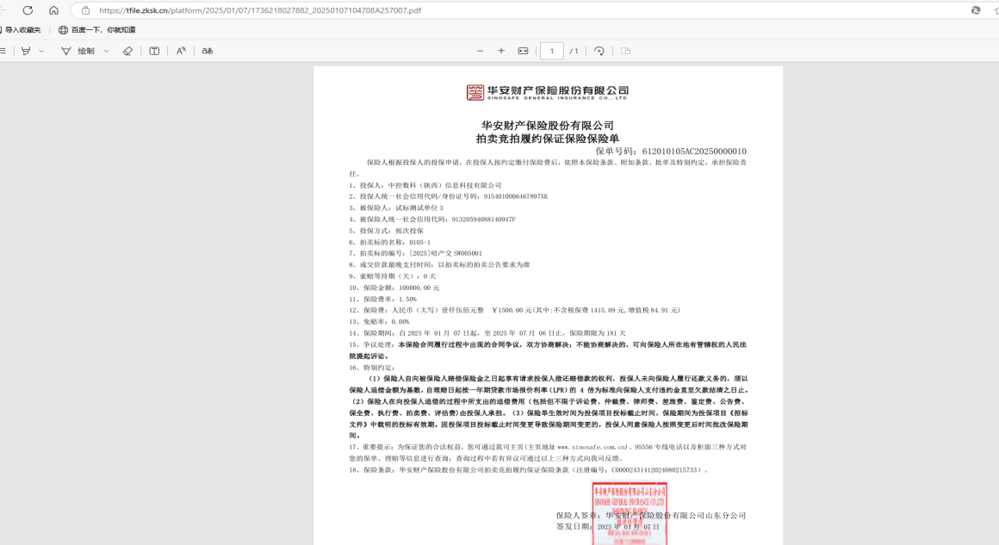 https://tfile.zksk.cn/platform/2025/01/07/1736218027882_20250107104708A257007.pdf
导入收藏夹 百度一下，你就知道
绘制 aあ 1 / 1
华安财产保险股份有限公司
SINOSAFE GENERAL INSURANCE CO., LTD.
华安财产保险股份有限公司
拍卖竞拍履约保证保险保险单
保单号码：612010105AC20250000010
保险人根据投保人的投保申请，在投保人按约定缴付保险费后，依照本保险条款、附加条款、批单及特别约定，承担保险责
任。
1、投保人：中控数科（陕西）信息科技有限公司
2、投保人统一社会信用代码/身份证号码：9154010006467897XK
3、被保险人：试标测试单位 3
4、被保险人统一社会信用代码：91320594088140947F
5、投保方式：按次投保
6、拍卖标的名称：0105-1
7、拍卖标的编号：[2025]哈产交 SW005001
8、成交价款最晚支付时间：以拍卖标的拍卖公告要求为准
9、索赔等待期（天）：0 天
10、保险金额：100000.00 元
11、保险费率：1.50%
12、保险费：人民币（大写）壹仟伍佰元整 ￥1500.00 元(其中:不含税保费 1415.09 元,增值税 84.91 元)
13、免赔率：0.00%
14、保险期间：自 2025 年 01 月 07 日起，至 2025 年 07 月 06 日止，保险期限为 181 天
15、争议处理：本保险合同履行过程中出现的合同争议，双方协商解决；不能协商解决的，可向保险人所在地有管辖权的人民法
院提起诉讼。
16、特别约定：
（1）保险人自向被保险人赔偿保险金之日起享有请求投保人偿还赔偿款的权利，投保人未向保险人履行还款义务的，须以
保险人追偿金额为基数，自理赔日起按一年期贷款市场报价利率(LPR)的 4 倍为标准向保险人支付违约金直至欠款结清之日止。
（2）保险人在向投保人追偿的过程中所支出的追偿费用（包括但不限于诉讼费、仲裁费、律师费、差旅费、鉴定费、公告费、
保全费、执行费、拍卖费、评估费)由投保人承担。（3）保险单生效时间为投保项目投标截止时间，保险期间为投保项目《招标
文件》中载明的投标有效期。因投保项目投标截止时间变更导致保险期间变更的，投保人同意保险人按照变更后时间批改保险期
间。
17、重要提示：为保证您的合法权益，您可通过我司主页(主页地址 www.sinosafe.com.cn)、95556 专线电话以及柜面三种方式对
您的保单、理赔等信息进行查询；查询过程中若有异议可通过以上三种方式向我司反馈。
18、保险条款：华安财产保险股份有限公司拍卖竞拍履约保证保险条款（注册编号：C00002431412024080215733）。
华安财产保险股份有限公司山东分公司
SINOSAFE GENERAL INSURANCE CO.,LTD.
SHANDONG BRANCH
保险人签章：华安财产保险股份有限公司山东分公司
签发日期：2025 年 01 月 07 日